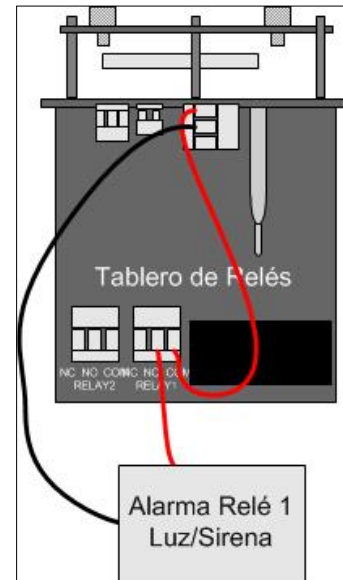 Tablero de Relés
NC NO COM NC NO COM
RELAY2 RELAY1
Alarma Relé 1
Luz/Sirena